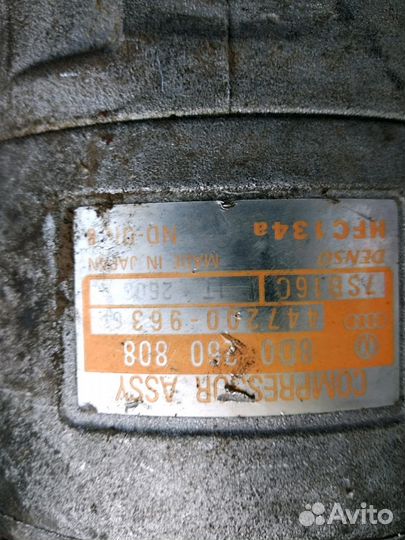 COMPRESSOR ASSY
8D0 260 808
447200-963
7SB16C
DENSO MADE IN JAPAN
HFC134a ND-OIL 8
Avito